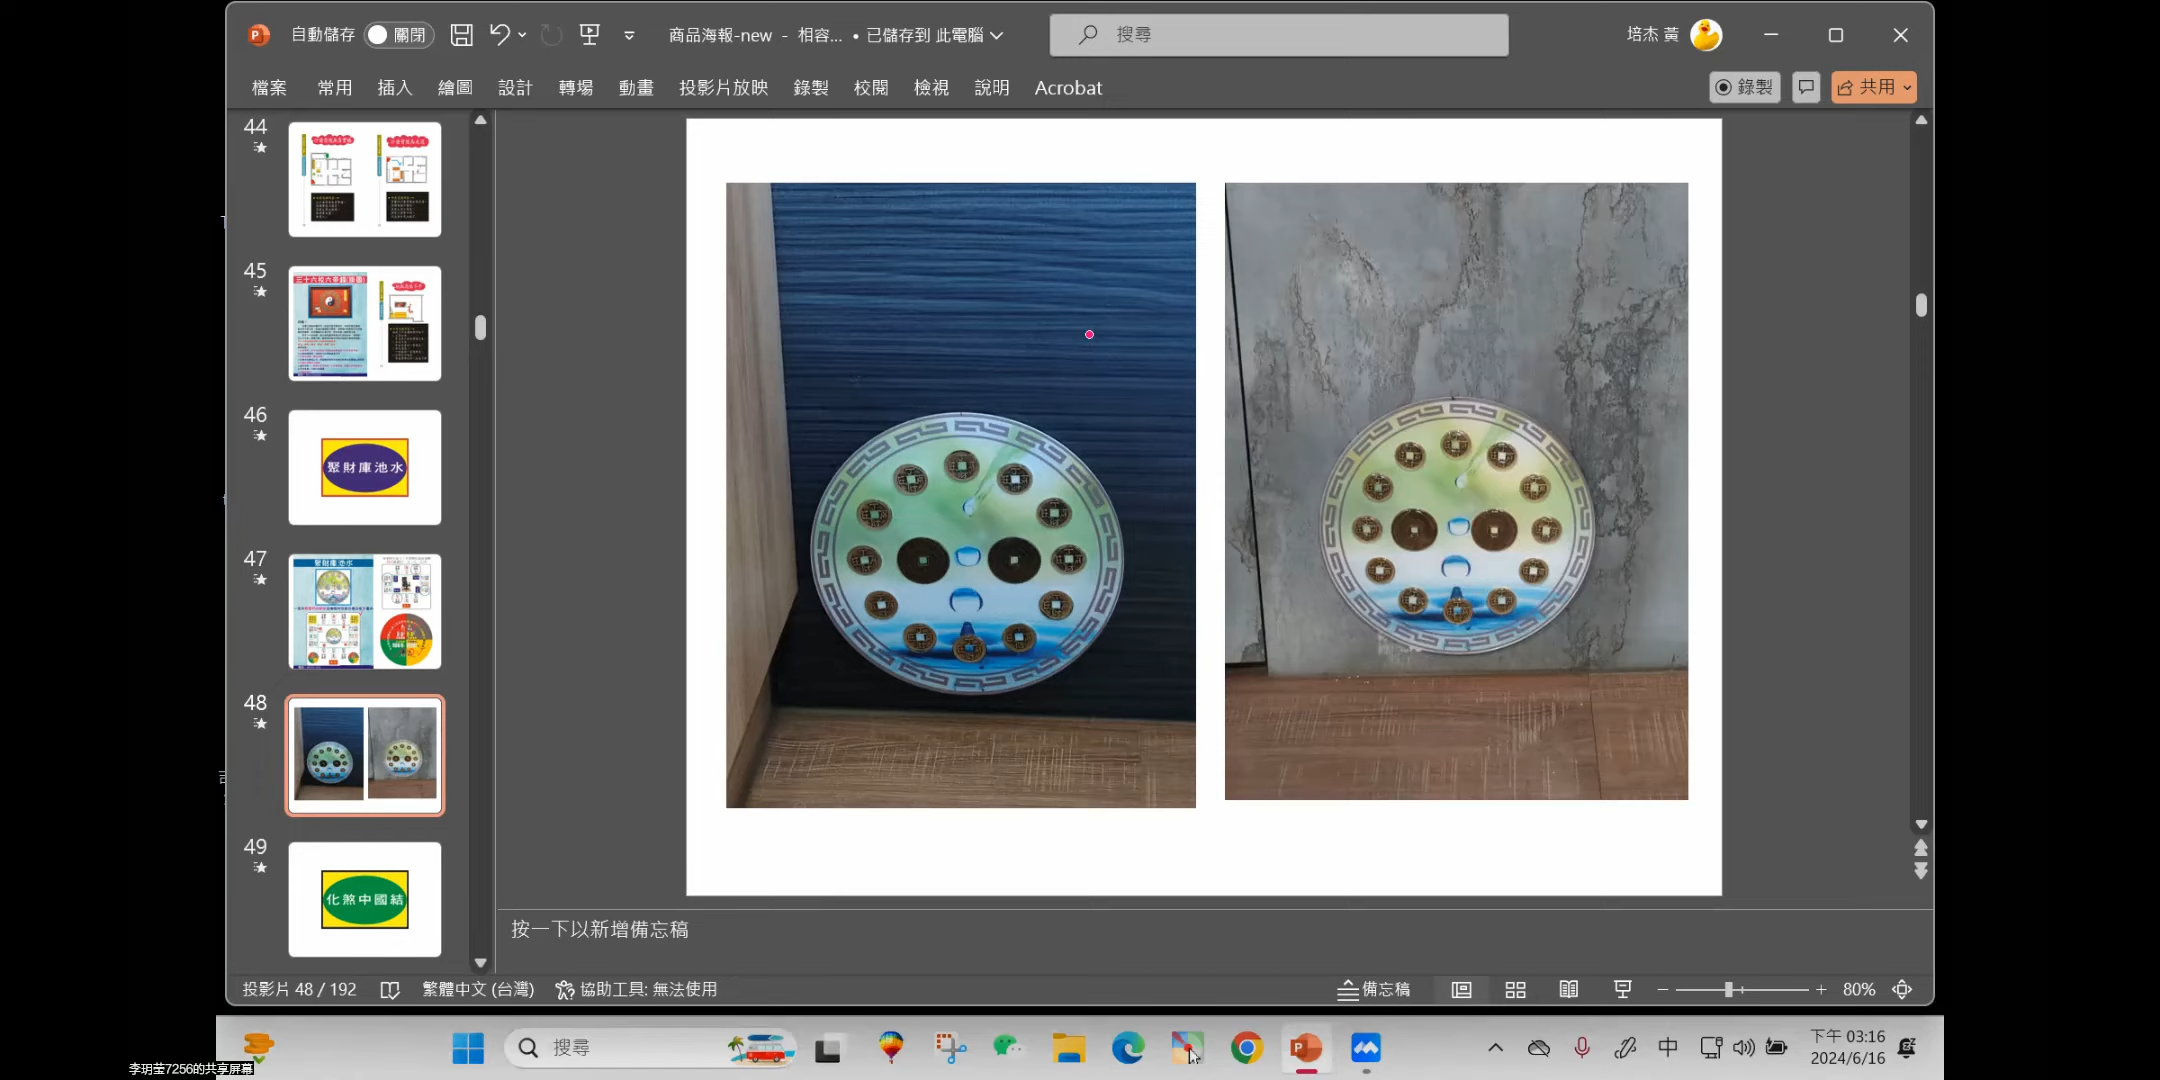 自動儲存 關閉 商品海報-new - 相容... • 已儲存到 此電腦 搜尋 培杰 黃
檔案 常用 插入 繪圖 設計 轉場 動畫 投影片放映 錄製 校閱 檢視 說明 Acrobat 錄製 共用
44
45
46
聚財庫池水
47
聚財庫池水
48
49
化煞中國結
按一下以新增備忘稿
投影片 48 / 192 繁體中文 (台灣) 協助工具: 無法使用 備忘稿 80%
搜尋 中 下午 03:16
2024/6/16
李玥莹7256的共享屏幕